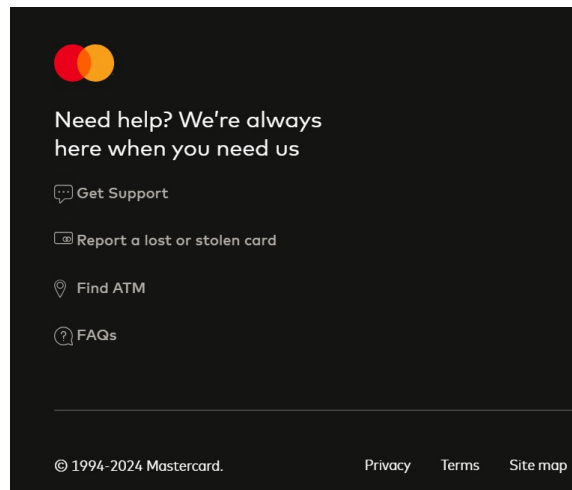 Need help? We’re always
here when you need us
Get Support
Report a lost or stolen card
Find ATM
FAQs
© 1994-2024 Mastercard. Privacy Terms Site map